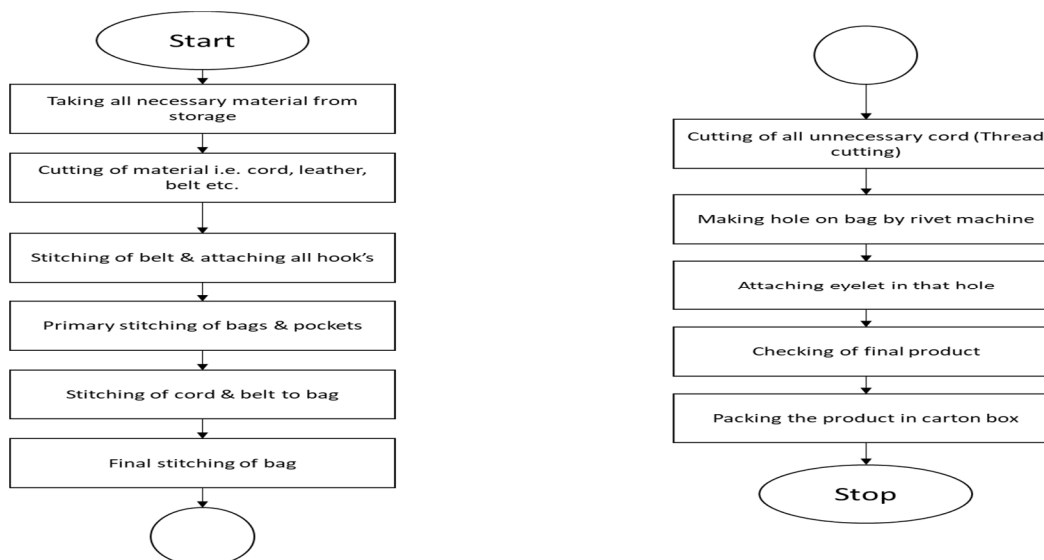 Start
Taking all necessary material from
storage
Cutting of material i.e. cord, leather,
belt etc.
Stitching of belt & attaching all hook's
Primary stitching of bags & pockets
Stitching of cord & belt to bag
Final stitching of bag
Cutting of all unnecessary cord (Thread
cutting)
Making hole on bag by rivet machine
Attaching eyelet in that hole
Checking of final product
Packing the product in carton box
Stop